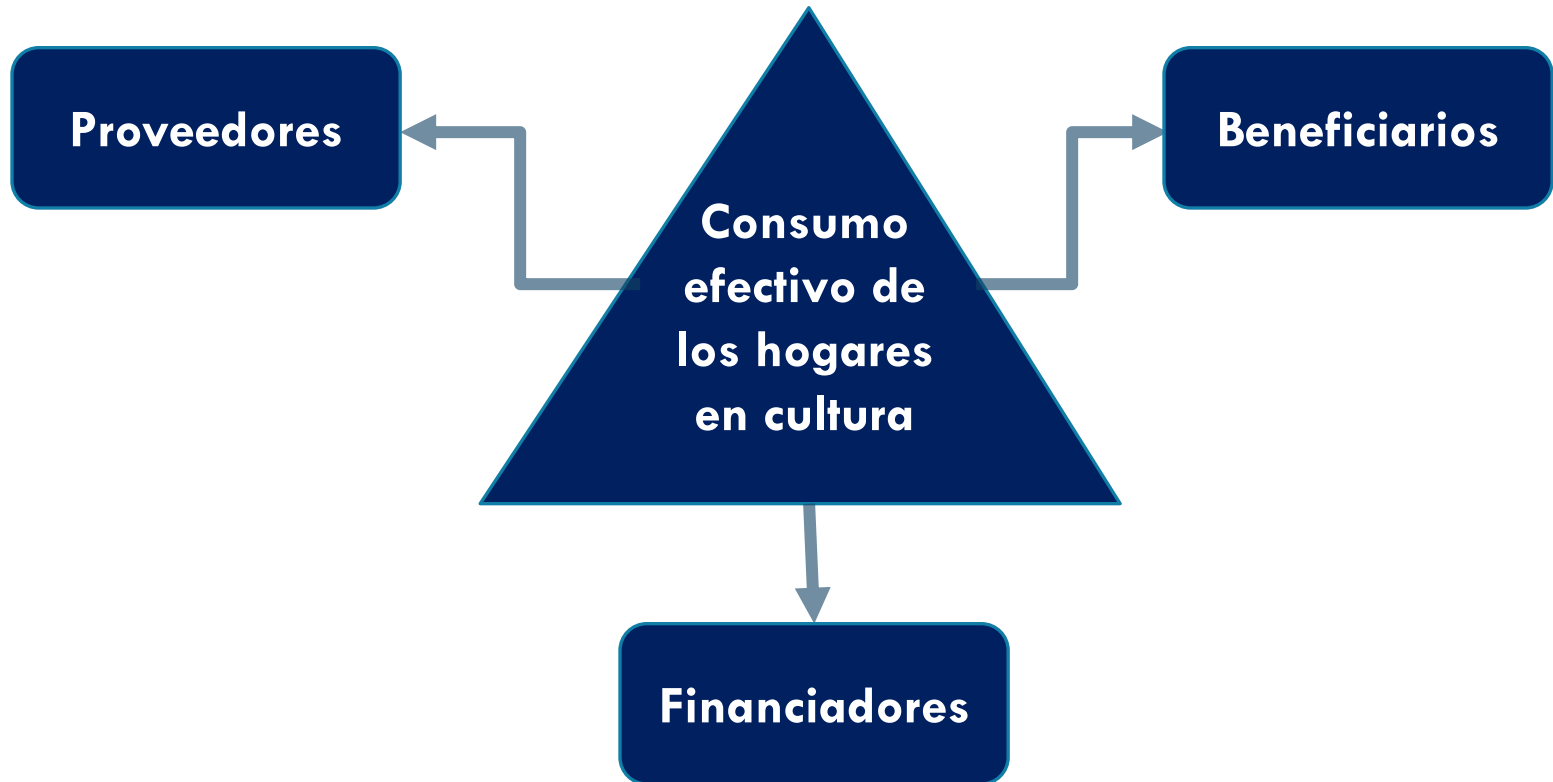 Proveedores
Beneficiarios
Consumo
efectivo de
los hogares
en cultura
Financiadores